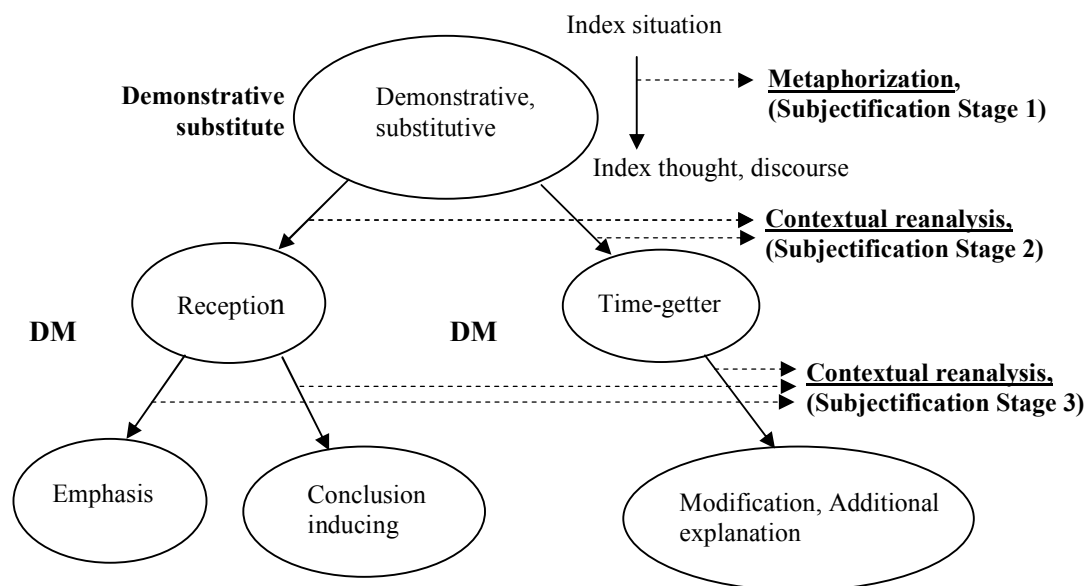 Index situation
Demonstrative
substitute
Demonstrative,
substitutive
Metaphorization,
(Subjectification Stage 1)
Index thought, discourse
Contextual reanalysis,
(Subjectification Stage 2)
Reception
Time-getter
DM
DM
Contextual reanalysis,
(Subjectification Stage 3)
Emphasis
Conclusion
inducing
Modification, Additional
explanation